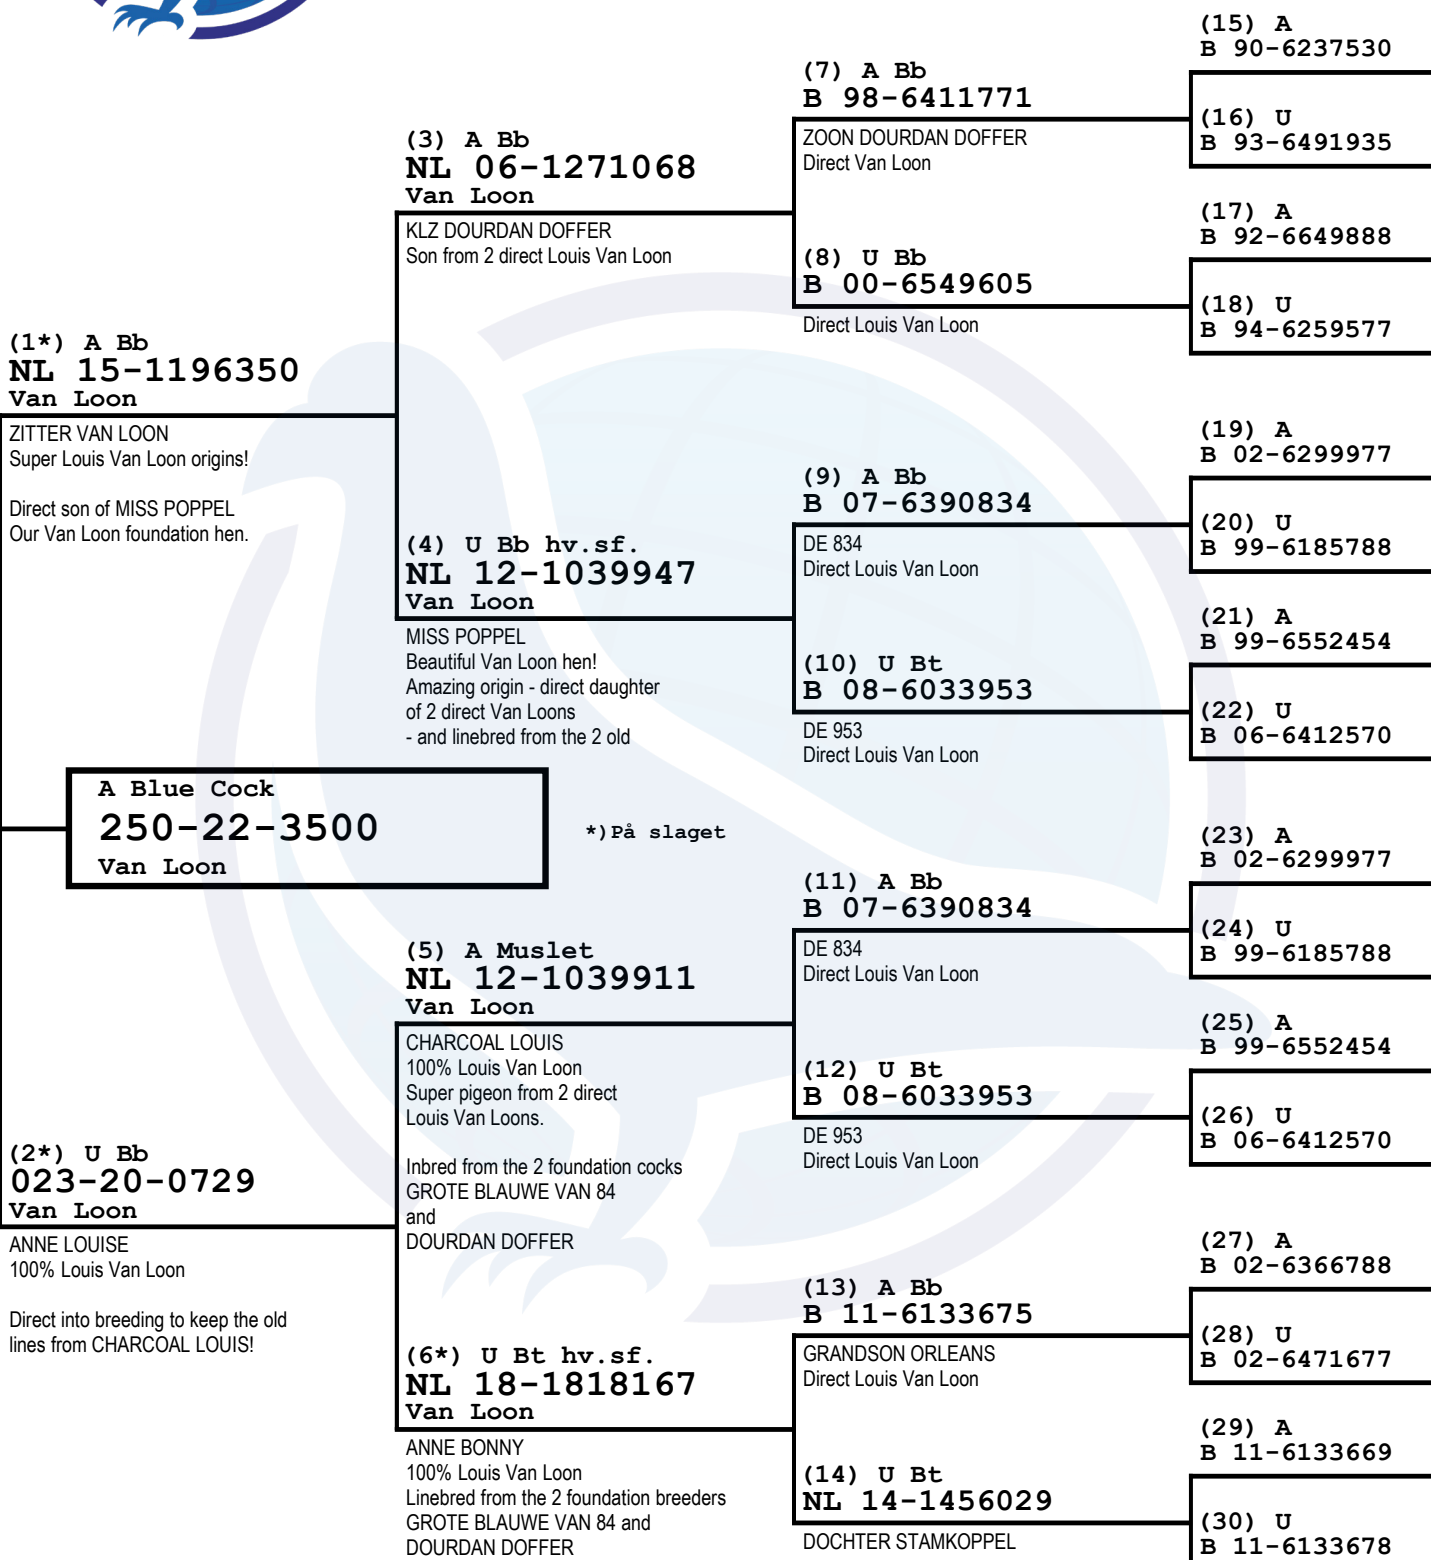 (1*) A Bb
NL 15-1196350
Van Loon
ZITTER VAN LOON
Super Louis Van Loon origins!
Direct son of MISS POPPEL
Our Van Loon foundation hen.
A Blue Cock
250-22-3500
Van Loon
(2*) U Bb
023-20-0729
Van Loon
ANNE LOUISE
100% Louis Van Loon
Direct into breeding to keep the old
lines from CHARCOAL LOUIS!
(3) A Bb
NL 06-1271068
Van Loon
KLZ DOURDAN DOFFER
Son from 2 direct Louis Van Loon
(4) U Bb hv.sf.
NL 12-1039947
Van Loon
MISS POPPEL
Beautiful Van Loon hen!
Amazing origin - direct daughter
of 2 direct Van Loons
- and linebred from the 2 old
*)På slaget
(5) A Muslet
NL 12-1039911
Van Loon
CHARCOAL LOUIS
100% Louis Van Loon
Super pigeon from 2 direct
Louis Van Loons.
Inbred from the 2 foundation cocks
GROTE BLAUWE VAN 84
and
DOURDAN DOFFER
(6*) U Bt hv.sf.
NL 18-1818167
Van Loon
ANNE BONNY
100% Louis Van Loon
Linebred from the 2 foundation breeders
GROTE BLAUWE VAN 84 and
DOURDAN DOFFER
(7) A Bb
B 98-6411771
ZOON DOURDAN DOFFER
Direct Van Loon
(8) U Bb
B 00-6549605
Direct Louis Van Loon
(9) A Bb
B 07-6390834
DE 834
Direct Louis Van Loon
(10) U Bt
B 08-6033953
DE 953
Direct Louis Van Loon
(11) A Bb
B 07-6390834
DE 834
Direct Louis Van Loon
(12) U Bt
B 08-6033953
DE 953
Direct Louis Van Loon
(13) A Bb
B 11-6133675
GRANDSON ORLEANS
Direct Louis Van Loon
(14) U Bt
NL 14-1456029
DOCHTER STAMKOPPEL
(15) A
B 90-6237530
(16) U
B 93-6491935
(17) A
B 92-6649888
(18) U
B 94-6259577
(19) A
B 02-6299977
(20) U
B 99-6185788
(21) A
B 99-6552454
(22) U
B 06-6412570
(23) A
B 02-6299977
(24) U
B 99-6185788
(25) A
B 99-6552454
(26) U
B 06-6412570
(27) A
B 02-6366788
(28) U
B 02-6471677
(29) A
B 11-6133669
(30) U
B 11-6133678